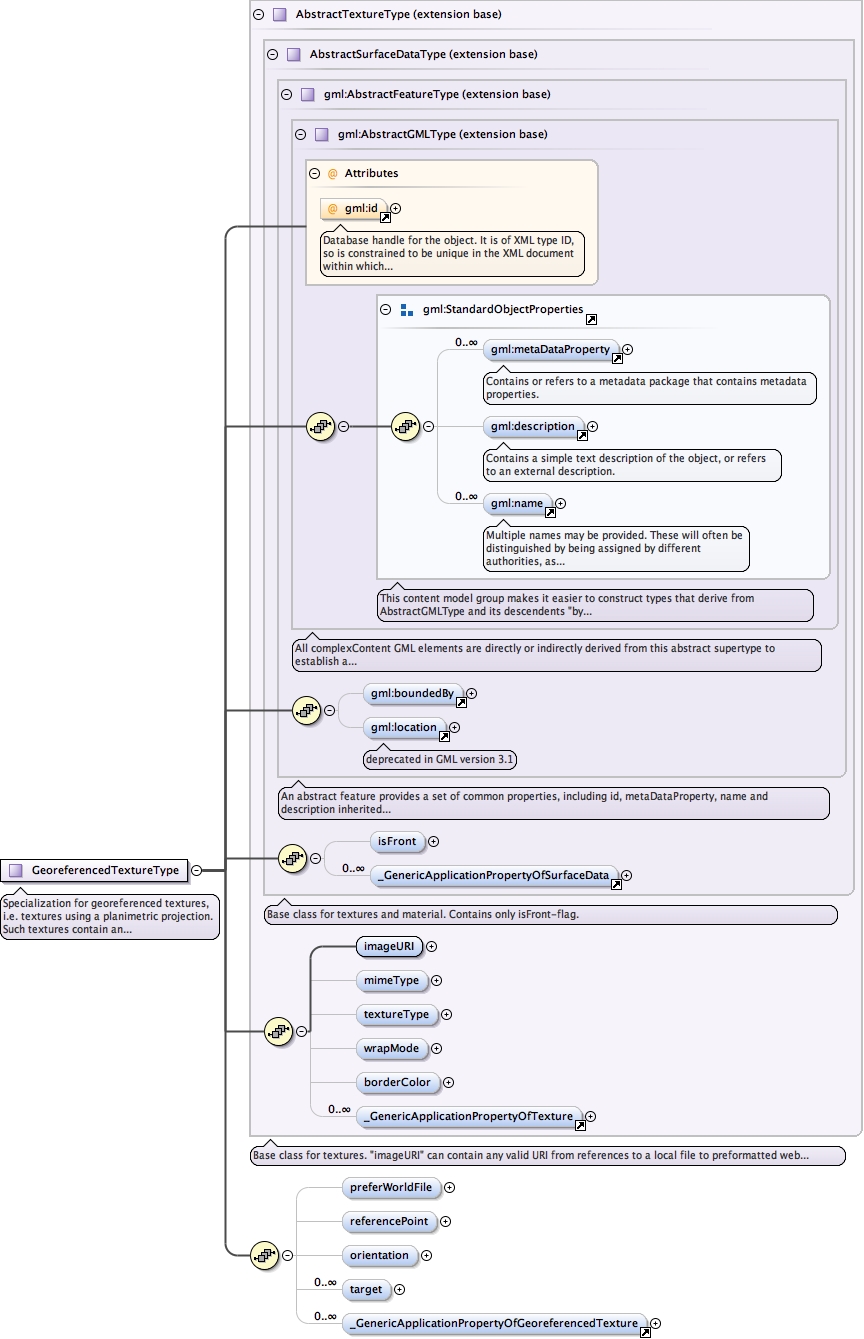 AbstractTextureType (extension base)
AbstractSurfaceDataType (extension base)
gml:AbstractFeatureType (extension base)
gml:AbstractGMLType (extension base)
@ Attributes
@ gml:id
Database handle for the object. It is of XML type ID,
so is constrained to be unique in the XML document
within which...
gml:StandardObjectProperties
0..∞
gml:metaDataProperty
Contains or refers to a metadata package that contains metadata
properties.
gml:description
Contains a simple text description of the object, or refers
to an external description.
0..∞
gml:name
Multiple names may be provided. These will often be
distinguished by being assigned by different
authorities, as...
This content model group makes it easier to construct types that derive from
AbstractGMLType and its descendents "by...
All complexContent GML elements are directly or indirectly derived from this abstract supertype to
establish a...
gml:boundedBy
gml:location
deprecated in GML version 3.1
An abstract feature provides a set of common properties, including id, metaDataProperty, name and
description inherited...
isFront
0..∞
_GenericApplicationPropertyOfSurfaceData
GeoreferencedTextureType
Specialization for georeferenced textures,
i.e. textures using a planimetric projection.
Such textures contain an...
Base class for textures and material. Contains only isFront-flag.
imageURI
mimeType
textureType
wrapMode
borderColor
0..∞
_GenericApplicationPropertyOfTexture
Base class for textures. "imageURI" can contain any valid URI from references to a local file to preformatted web...
preferWorldFile
referencePoint
orientation
0..∞
target
0..∞
_GenericApplicationPropertyOfGeoreferencedTexture